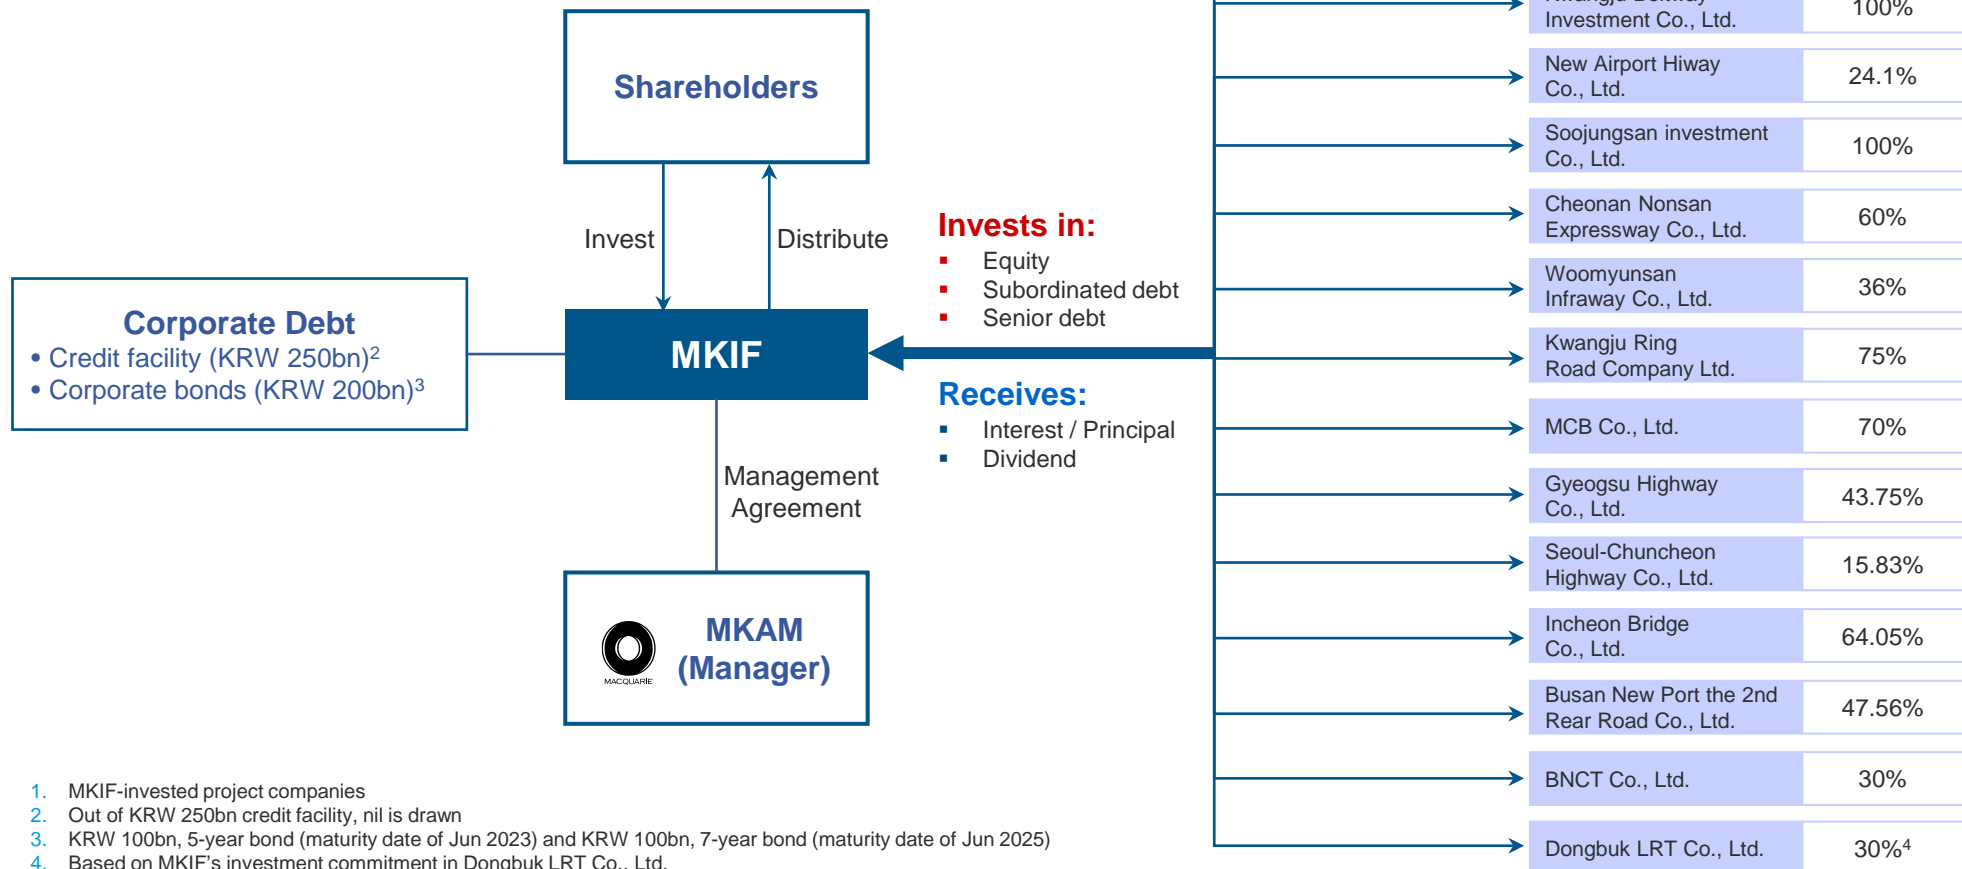 Investment Co., Ltd.
100%
New Airport Hiway
Co., Ltd.
24.1%
Soojungsan investment
Co., Ltd.
100%
Cheonan Nonsan
Expressway Co., Ltd.
60%
Woomyunsan
Infraway Co., Ltd.
36%
Kwangju Ring
Road Company Ltd.
75%
MCB Co., Ltd.
70%
Gyeogsu Highway
Co., Ltd.
43.75%
Seoul-Chuncheon
Highway Co., Ltd.
15.83%
Incheon Bridge
Co., Ltd.
64.05%
Busan New Port the 2nd
Rear Road Co., Ltd.
47.56%
BNCT Co., Ltd.
30%
Dongbuk LRT Co., Ltd.
30%4
Shareholders
Invest
Distribute
Invests in:
▪ Equity
▪ Subordinated debt
▪ Senior debt
Corporate Debt
• Credit facility (KRW 250bn)2
• Corporate bonds (KRW 200bn)3
MKIF
Receives:
▪ Interest / Principal
▪ Dividend
Management
Agreement
MKAM
(Manager)
MACQUARIE
1. MKIF-invested project companies
2. Out of KRW 250bn credit facility, nil is drawn
3. KRW 100bn, 5-year bond (maturity date of Jun 2023) and KRW 100bn, 7-year bond (maturity date of Jun 2025)
4. Based on MKIF's investment commitment in Dongbuk LRT Co., Ltd.